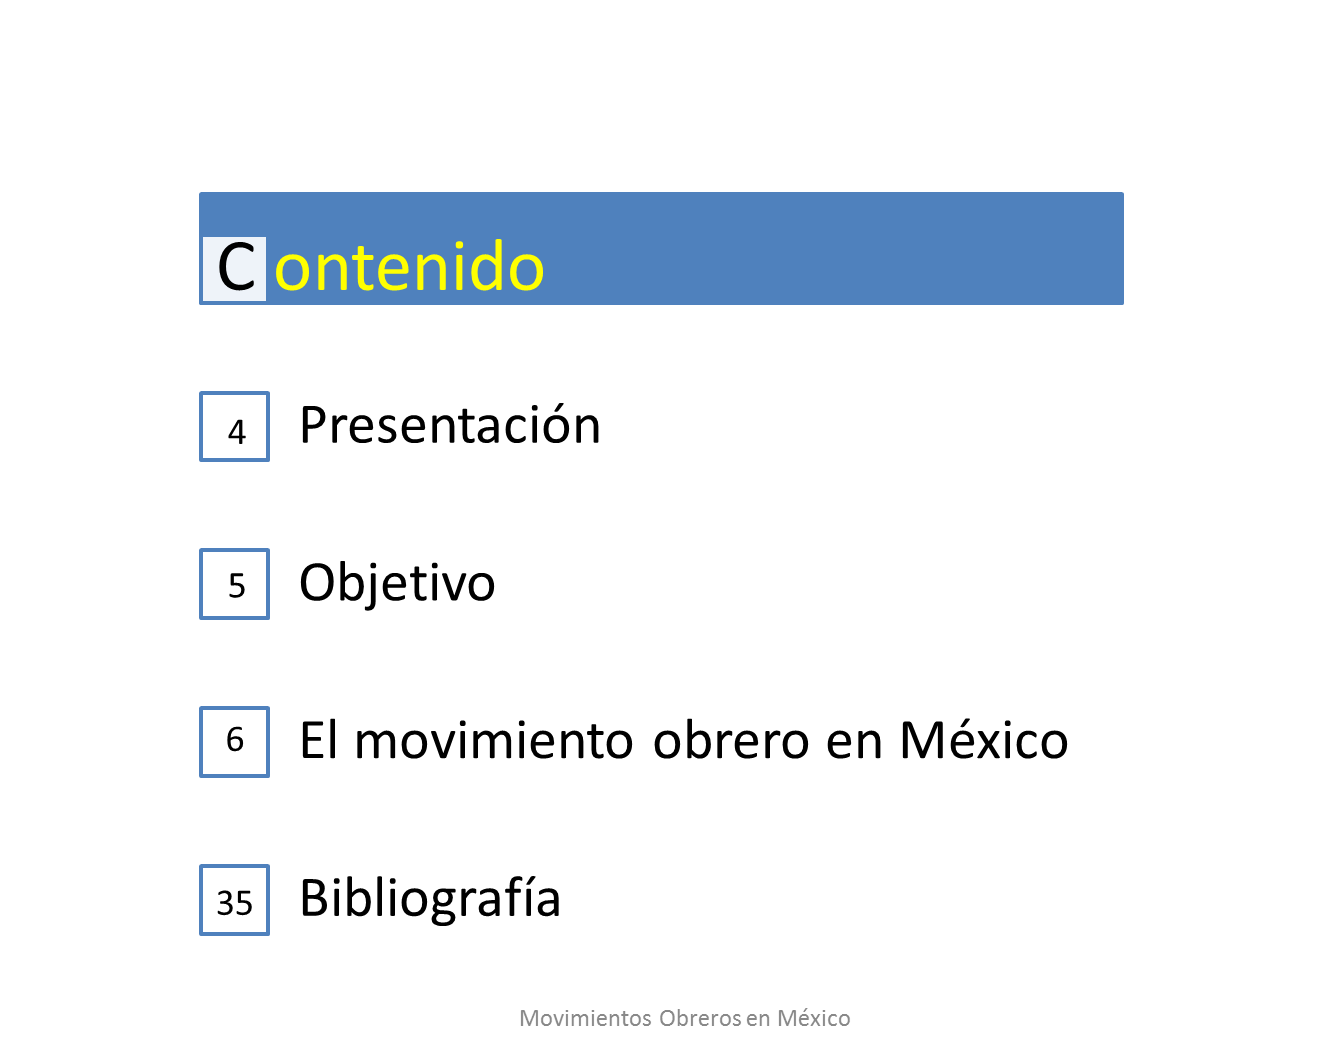 Contenido
4 Presentación
5 Objetivo
6 El movimiento obrero en México
35 Bibliografía
Movimientos Obreros en México